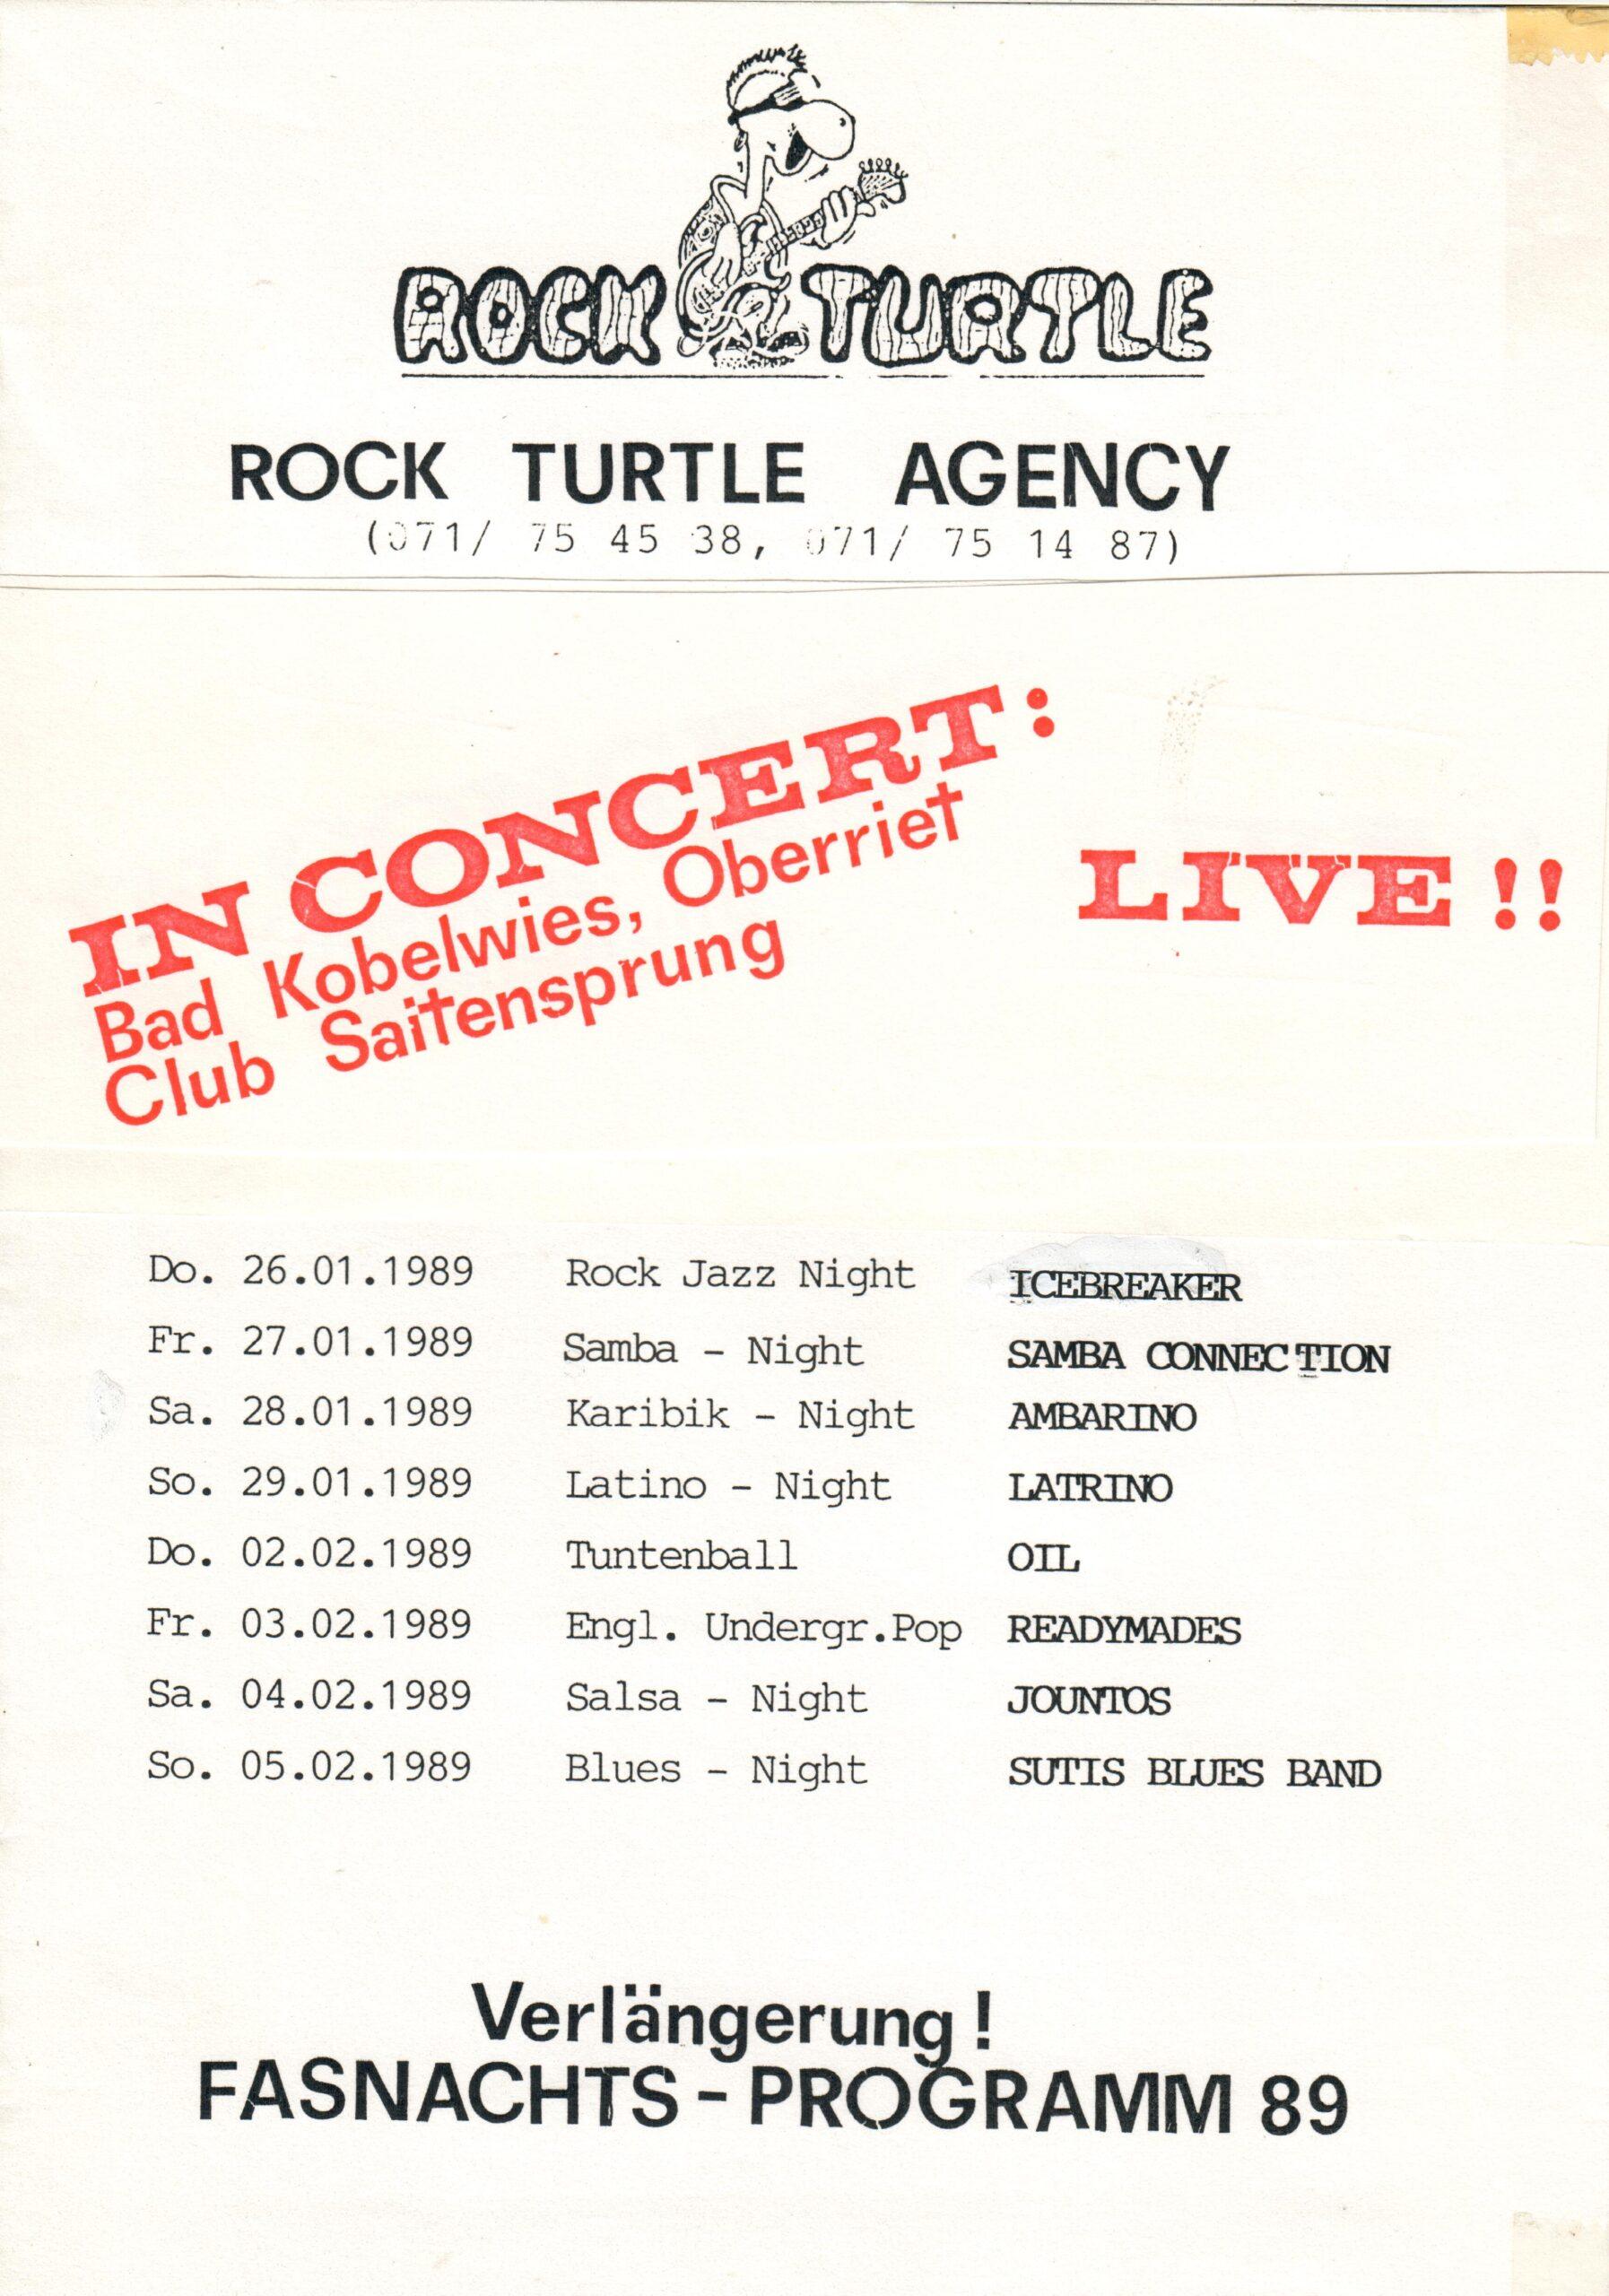 ROCK TURTLE
ROCK TURTLE AGENCY
(071/ 75 45 38, 071/ 75 14 87)
IN CONCERT:
Bad Kobelwies, Oberriet
Club Saitensprung
LIVE !!
Do. 26.01.1989 Rock Jazz Night ICEBREAKER
Fr. 27.01.1989 Samba - Night SAMBA CONNECTION
Sa. 28.01.1989 Karibik - Night AMBARINO
So. 29.01.1989 Latino - Night LATRINO
Do. 02.02.1989 Tuntenball OIL
Fr. 03.02.1989 Engl. Undergr.Pop READYMADES
Sa. 04.02.1989 Salsa - Night JOUNTOS
So. 05.02.1989 Blues - Night SUTIS BLUES BAND
Verlängerung !
FASNACHTS - PROGRAMM 89